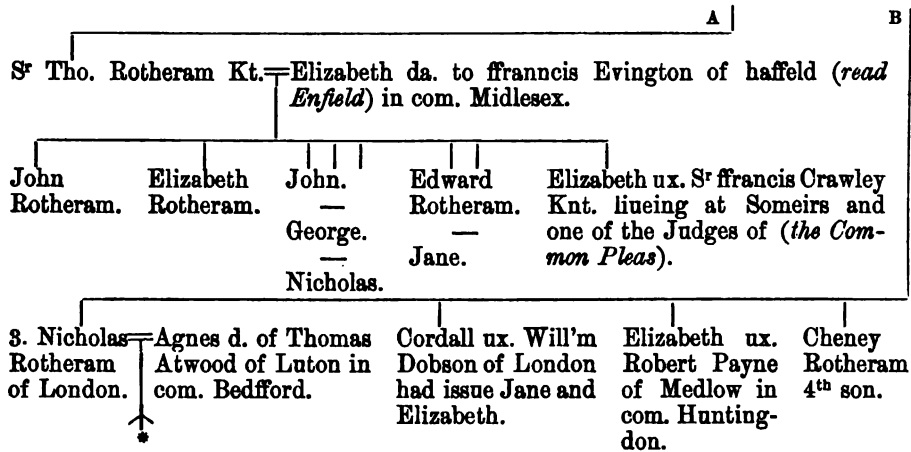 A B
Sr Tho. Rotheram Kt.=Elizabeth da. to ffranncis Evington of haffeld (read
Enfield) in com. Midlesex.
John
Rotheram.
Elizabeth
Rotheram.
John.
—
George.
—
Nicholas.
Edward
Rotheram.
—
Jane.
Elizabeth ux. Sr ffrancis Crawley
Knt. liueing at Someirs and
one of the Judges of (the Com-
mon Pleas).
3. Nicholas=
Rotheram
of London.
Agnes d. of Thomas
Atwood of Luton in
com. Bedfford.
*
Cordall ux. Will'm
Dobson of London
had issue Jane and
Elizabeth.
Elizabeth ux.
Robert Payne
of Medlow in
com. Hunting-
don.
Cheney
Rotheram
4th son.